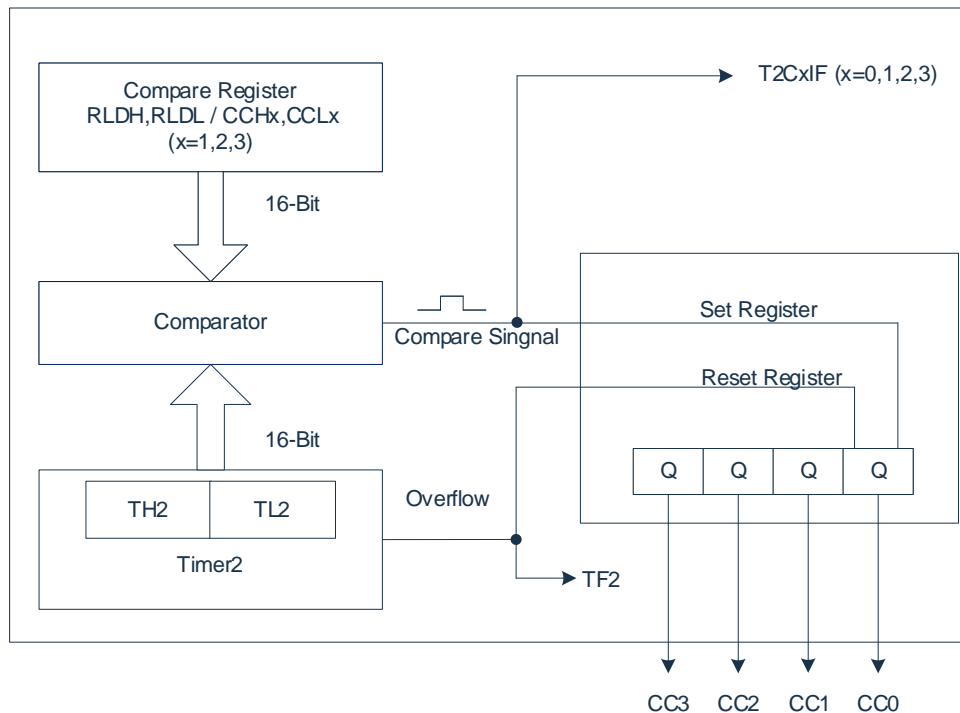 Compare Register
RLDH,RLDL / CCHx,CCLx
(x=1,2,3)
T2CxIF (x=0,1,2,3)
16-Bit
Comparator
Compare Singnal
Set Register
Reset Register
16-Bit
TH2
TL2
Timer2
Overflow
TF2
Q
Q
Q
Q
CC3
CC2
CC1
CC0